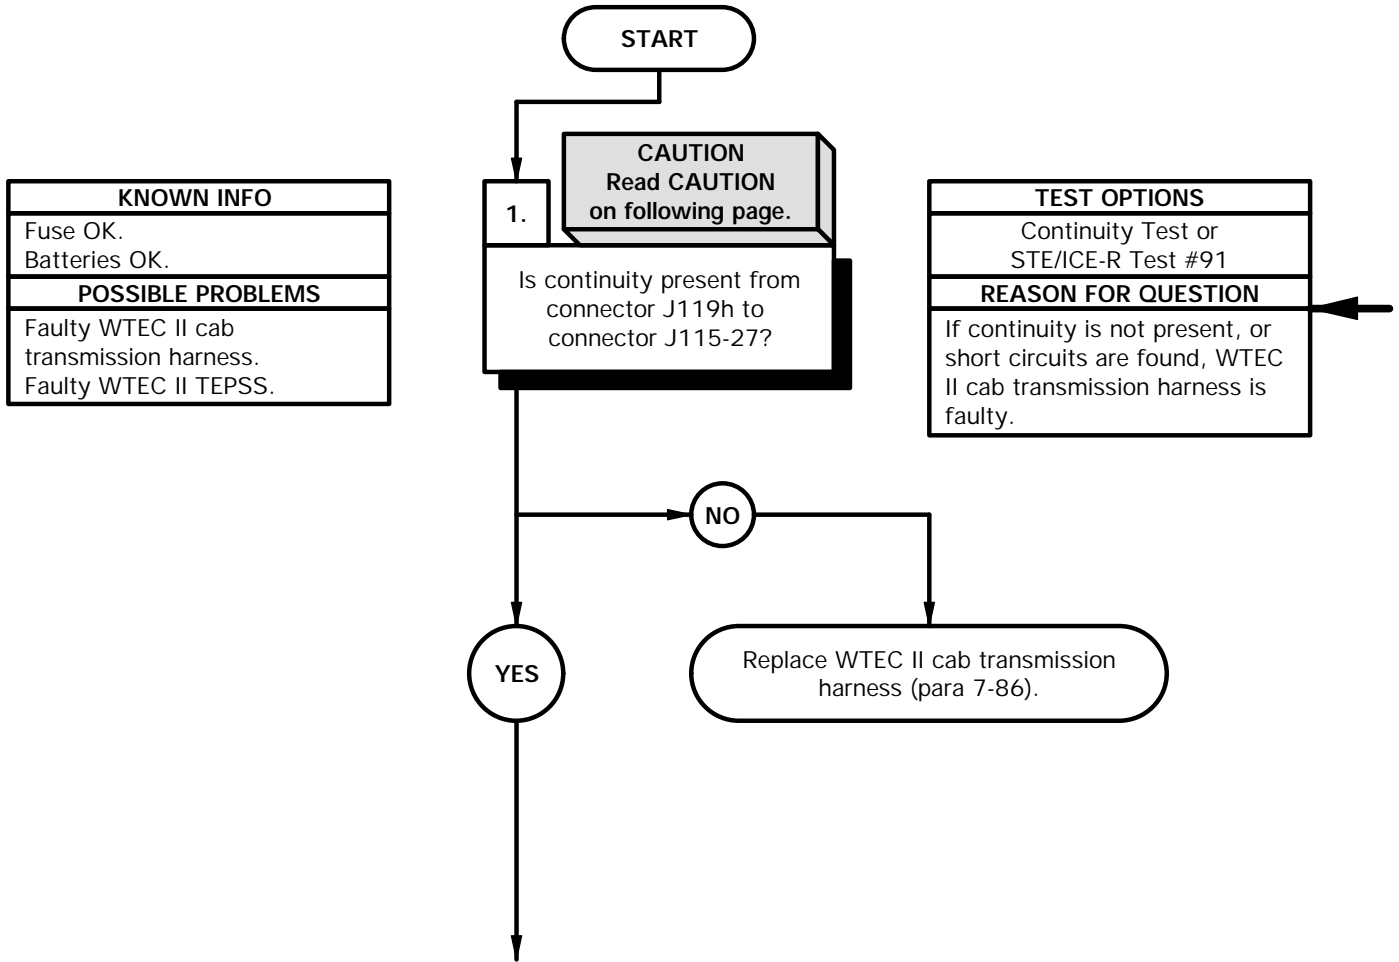 START
KNOWN INFO
Fuse OK.
Batteries OK.
POSSIBLE PROBLEMS
Faulty WTEC II cab
transmission harness.
Faulty WTEC II TEPSS.
1.
CAUTION
Read CAUTION
on following page.
Is continuity present from
connector J119h to
connector J115-27?
TEST OPTIONS
Continuity Test or
STE/ICE-R Test #91
REASON FOR QUESTION
If continuity is not present, or
short circuits are found, WTEC
II cab transmission harness is
faulty.
NO
YES
Replace WTEC II cab transmission
harness (para 7-86).